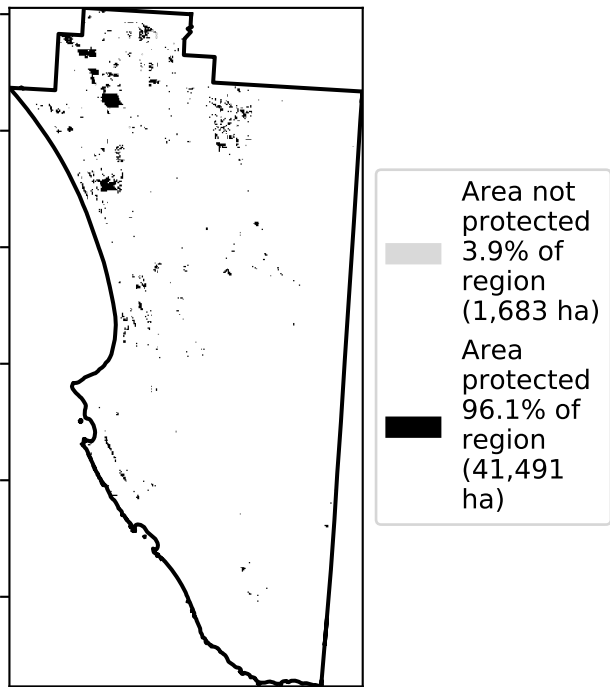 Area not
protected
3.9% of
region
(1,683 ha)
Area
protected
96.1% of
region
(41,491
ha)